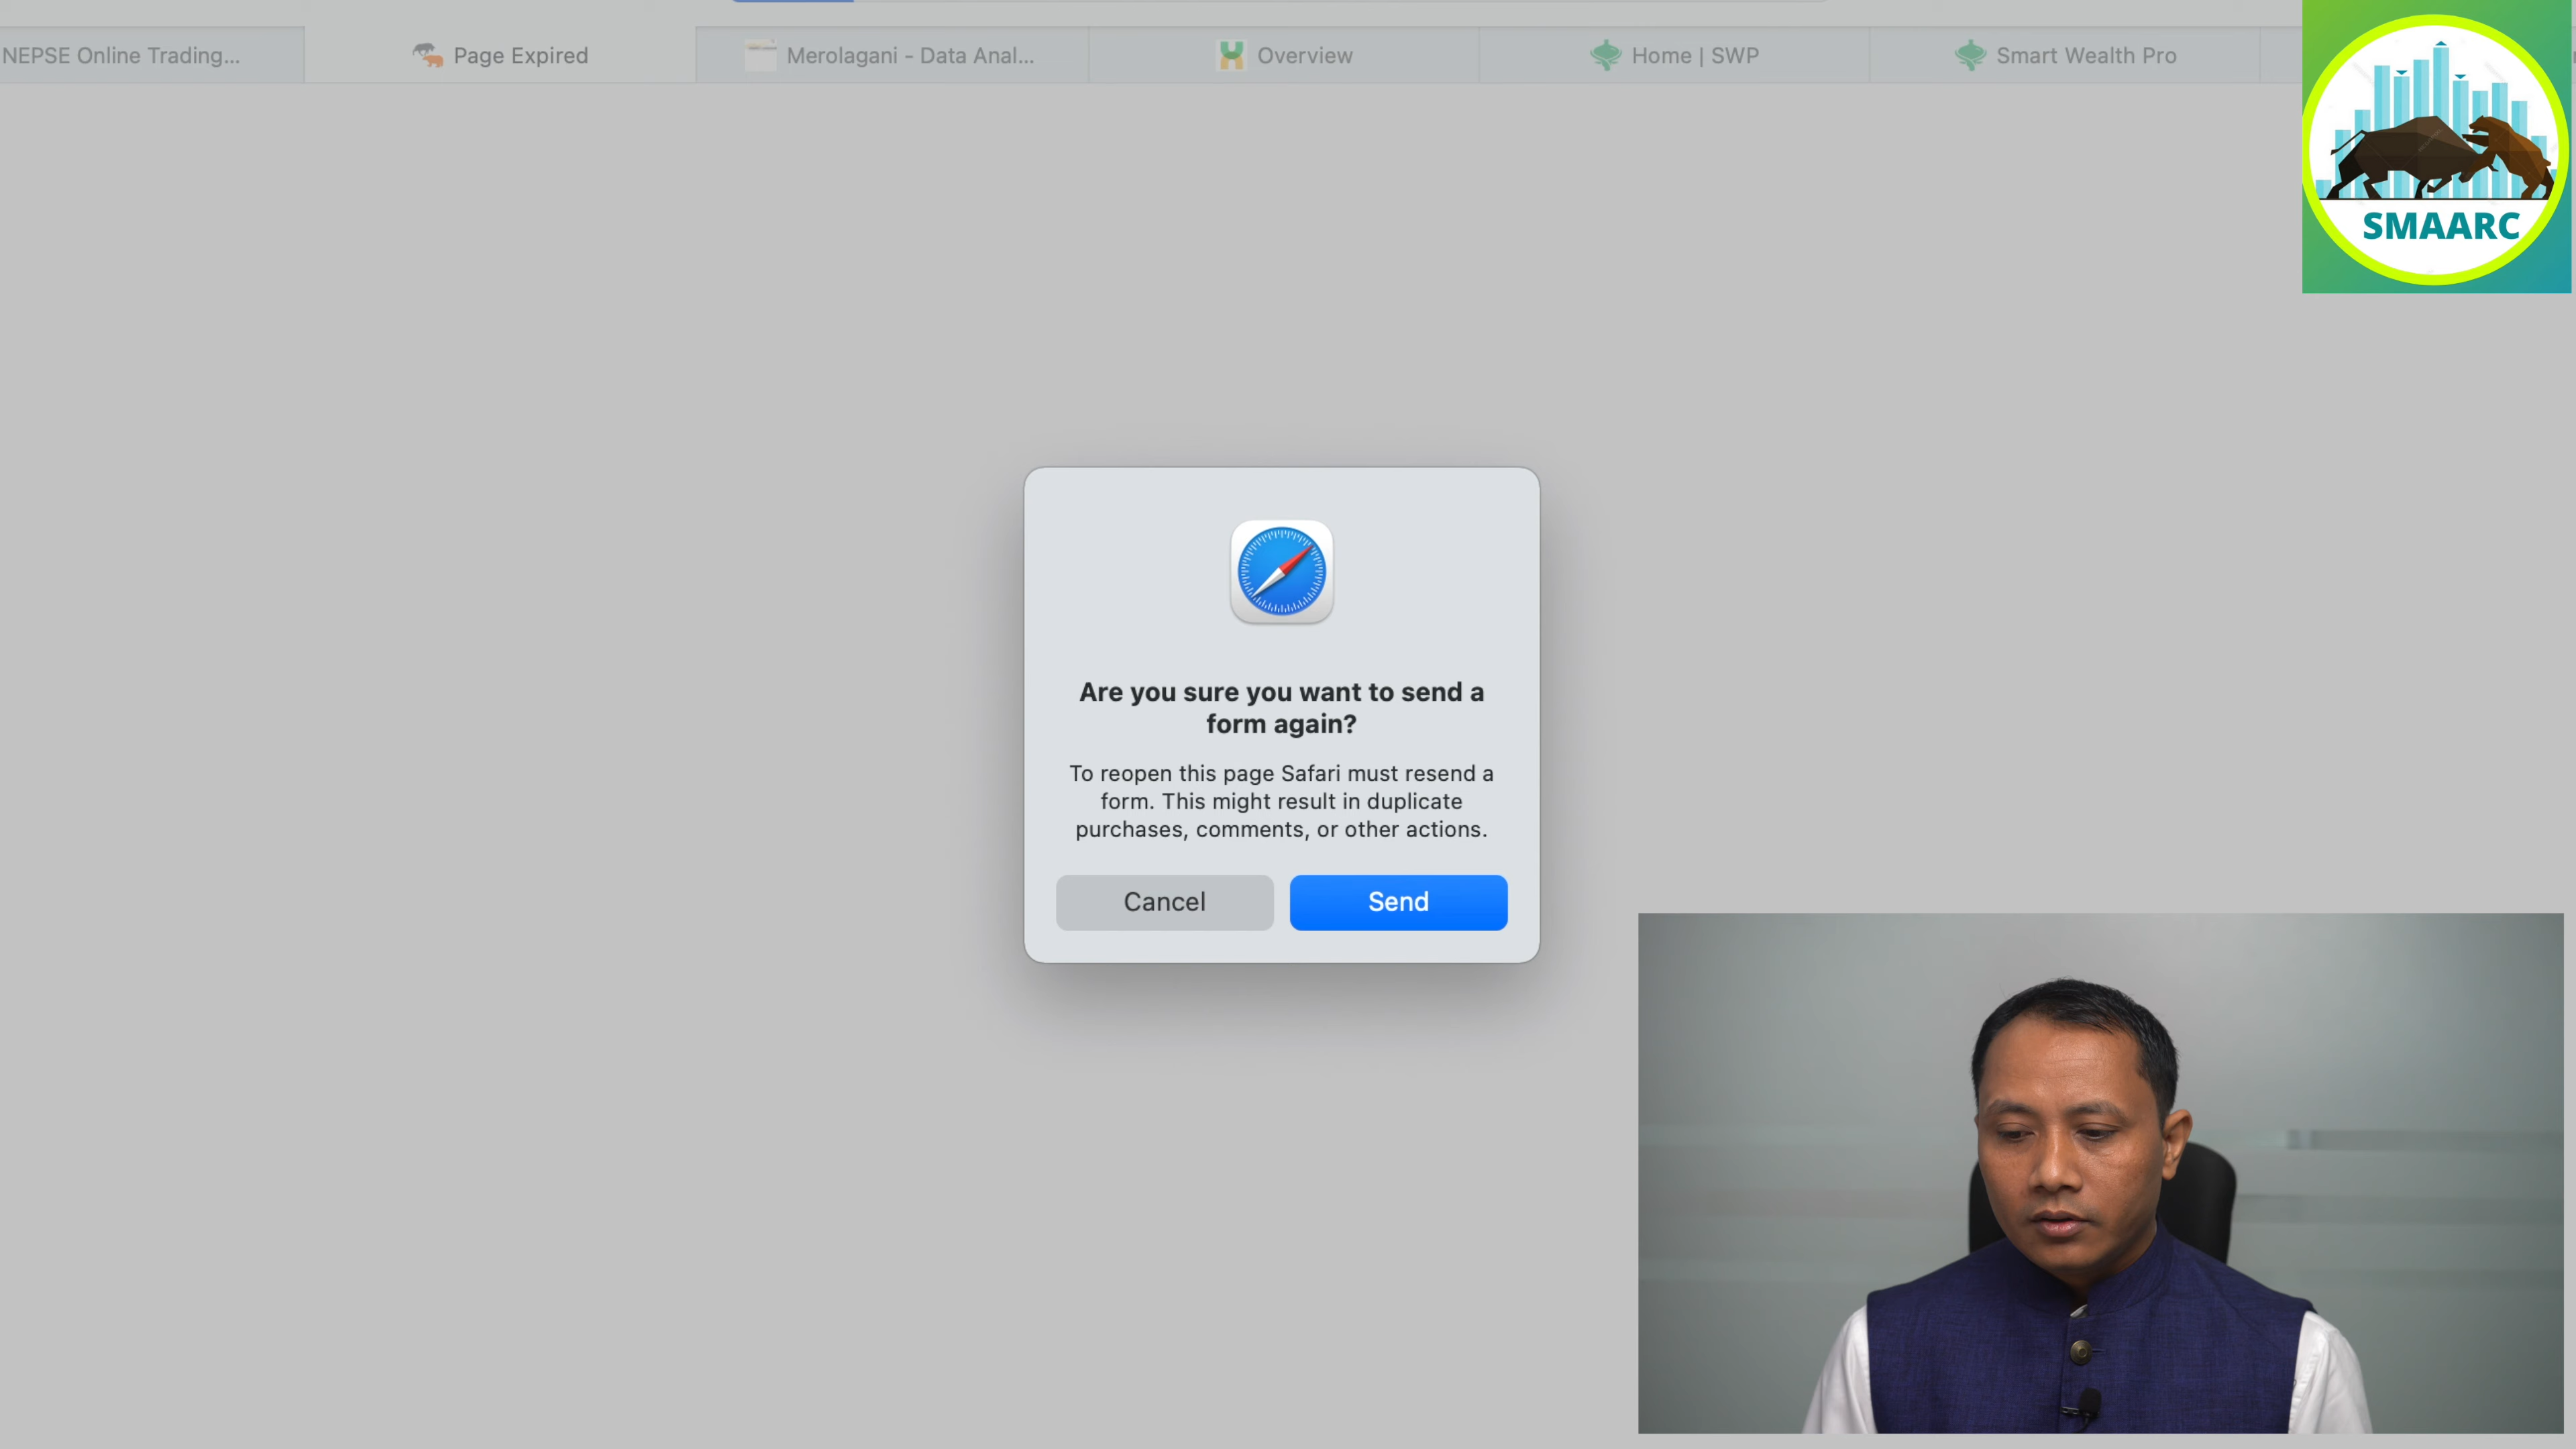 NEPSE Online Trading...
Page Expired
Merolagani - Data Anal...
Overview
Home | SWP
Smart Wealth Pro
SMAARC
Are you sure you want to send a
form again?
To reopen this page Safari must resend a
form. This might result in duplicate
purchases, comments, or other actions.
Cancel
Send